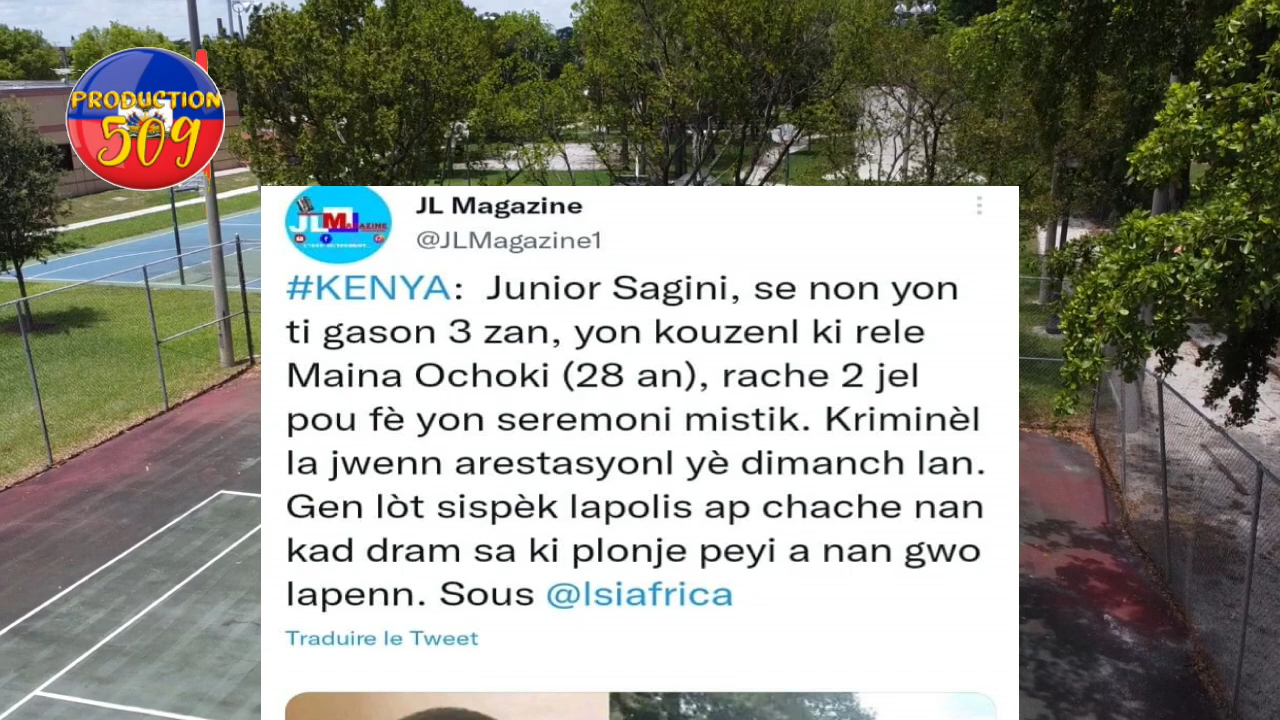 PRODUCTION
509
JL MAGAZINE
JL Magazine
@JLMagazine1
#KENYA: Junior Sagini, se non yon
ti gason 3 zan, yon kouzenl ki rele
Maina Ochoki (28 an), rache 2 jel
pou fè yon seremoni mistik. Kriminèl
la jwenn arestasyonl yè dimanch lan.
Gen lòt sispèk lapolis ap chache nan
kad dram sa ki plonje peyi a nan gwo
lapenn. Sous @lsiafrica
Traduire le Tweet